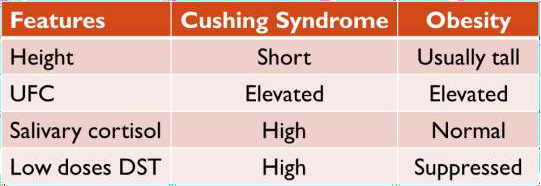 Features Cushing Syndrome Obesity
Height Short Usually tall
UFC Elevated Elevated
Salivary cortisol High Normal
Low doses DST High Suppressed